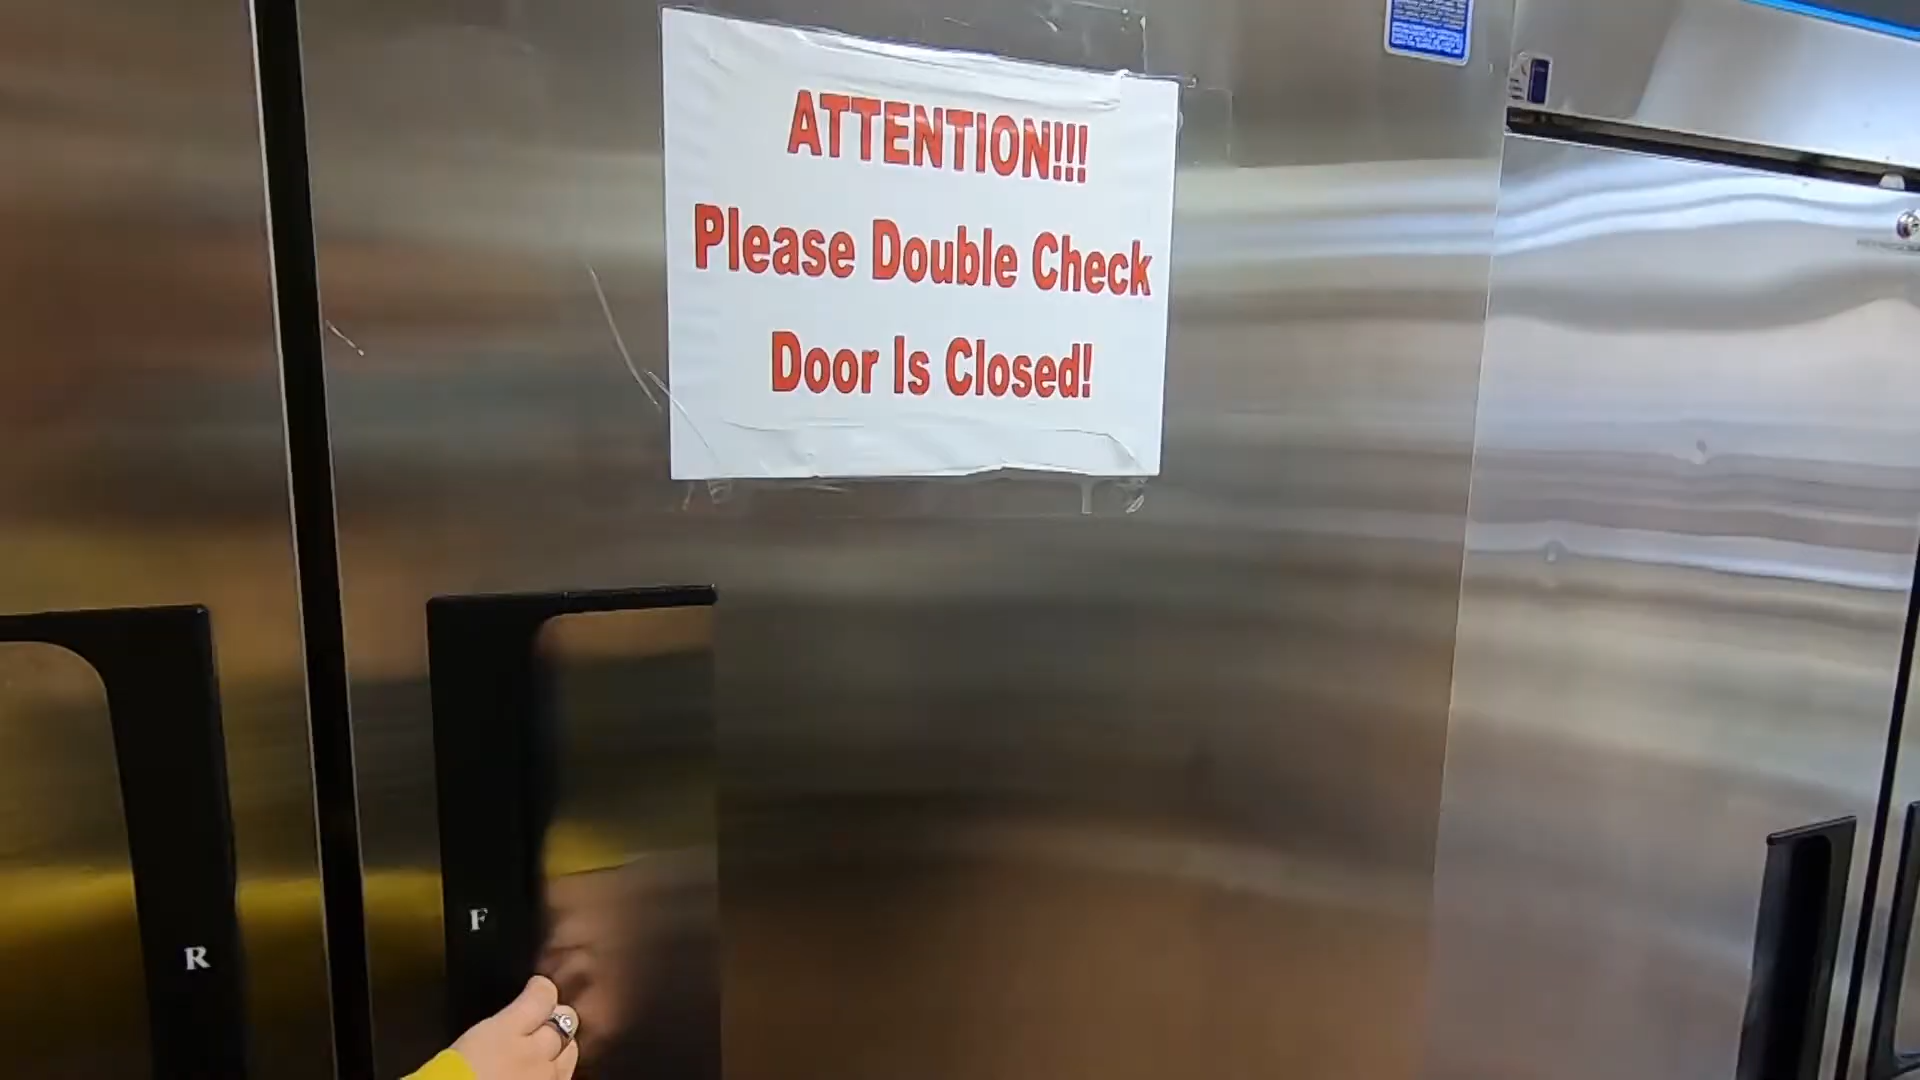 ATTENTION!!!
Please Double Check
Door Is Closed!
R
F